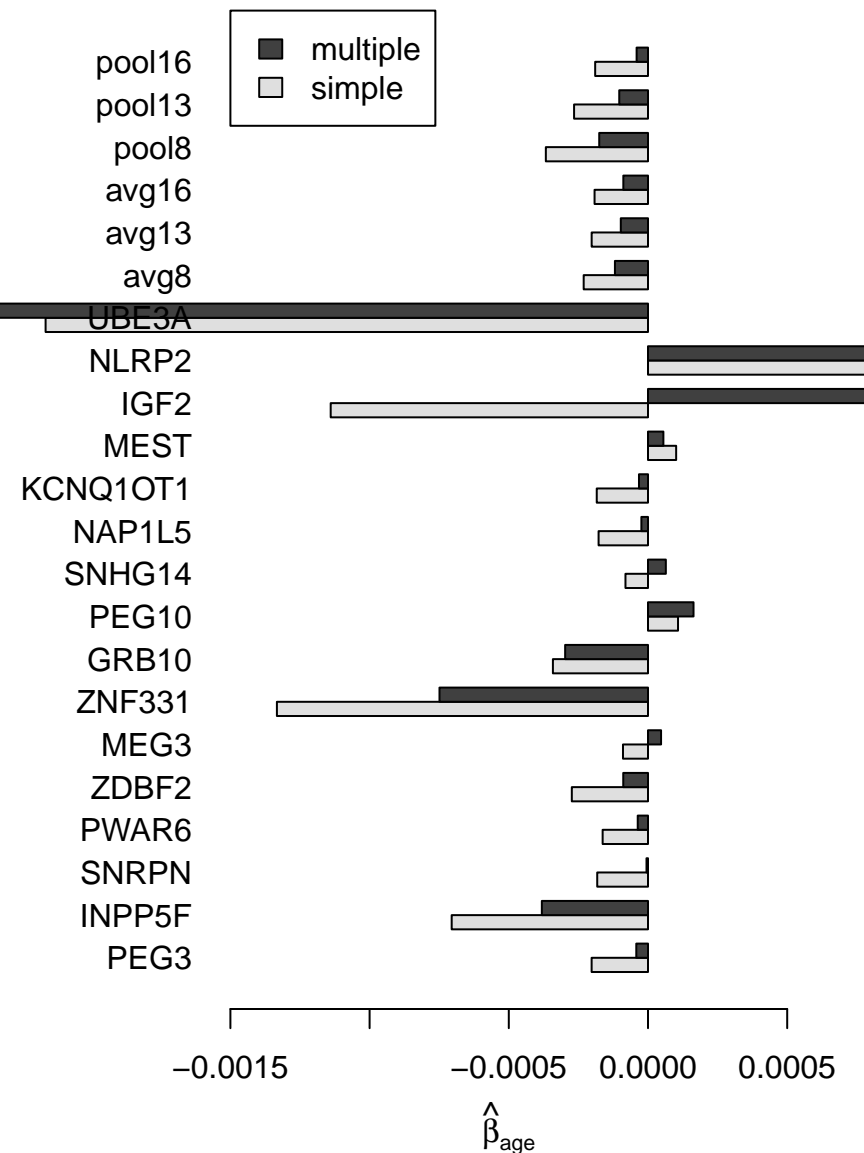 multiple
simple
pool16
pool13
pool8
avg16
avg13
avg8
UBE3A
NLRP2
IGF2
MEST
KCNQ1OT1
NAP1L5
SNHG14
PEG10
GRB10
ZNF331
MEG3
ZDBF2
PWAR6
SNRPN
INPP5F
PEG3
−0.0015 −0.0005 0.0000 0.0005
β̂age